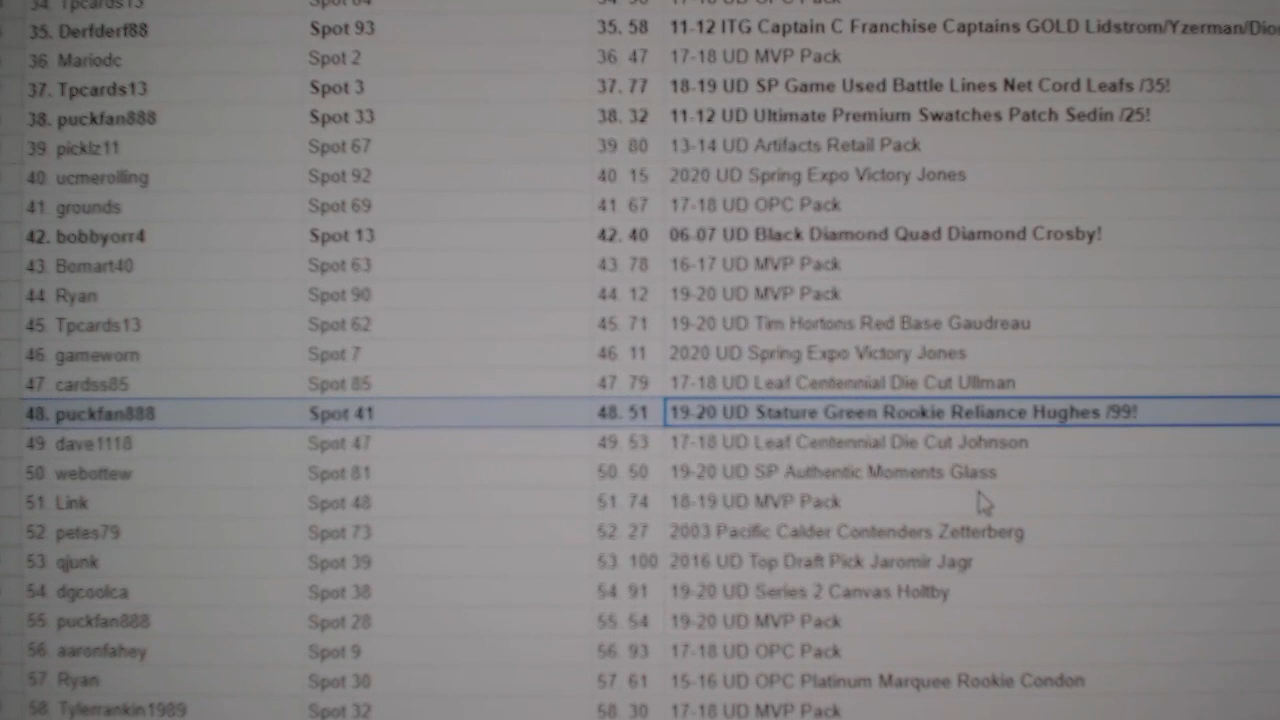 34. Tpcards13 Spot 64 17-18 UD OPC Pack
35. Derfderf88 Spot 93 35. 58 11-12 ITG Captain C Franchise Captains GOLD Lidstrom/Yzerman/Dio
36. Mariodc Spot 2 36. 47 17-18 UD MVP Pack
37. Tpcards13 Spot 3 37. 77 18-19 UD SP Game Used Battle Lines Net Cord Leafs /35!
38. puckfan888 Spot 33 38. 32 11-12 UD Ultimate Premium Swatches Patch Sedin /25!
39. picklz11 Spot 67 39. 80 13-14 UD Artifacts Retail Pack
40. ucmerolling Spot 92 40. 15 2020 UD Spring Expo Victory Jones
41. grounds Spot 69 41. 67 17-18 UD OPC Pack
42. bobbyorr4 Spot 13 42. 40 06-07 UD Black Diamond Quad Diamond Crosby!
43. Bomart40 Spot 63 43. 78 16-17 UD MVP Pack
44. Ryan Spot 90 44. 12 19-20 UD MVP Pack
45. Tpcards13 Spot 62 45. 71 19-20 UD Tim Hortons Red Base Gaudreau
46. gameworn Spot 7 46. 11 2020 UD Spring Expo Victory Jones
47. cardss85 Spot 85 47. 79 17-18 UD Leaf Centennial Die Cut Ullman
48. puckfan888 Spot 41 48. 51 19-20 UD Stature Green Rookie Reliance Hughes /99!
49. dave1118 Spot 47 49. 53 17-18 UD Leaf Centennial Die Cut Johnson
50. webottew Spot 81 50. 50 19-20 UD SP Authentic Moments Glass
51. Link Spot 48 51. 74 18-19 UD MVP Pack
52. petes79 Spot 73 52. 27 2003 Pacific Calder Contenders Zetterberg
53. qjunk Spot 39 53. 100 2016 UD Top Draft Pick Jaromir Jagr
54. dgcoolca Spot 38 54. 91 19-20 UD Series 2 Canvas Holtby
55. puckfan888 Spot 28 55. 54 19-20 UD MVP Pack
56. aaronfahey Spot 9 56. 93 17-18 UD OPC Pack
57. Ryan Spot 30 57. 61 15-16 UD OPC Platinum Marquee Rookie Condon
58. Tylerrankin1989 Spot 32 58. 30 17-18 UD MVP Pack